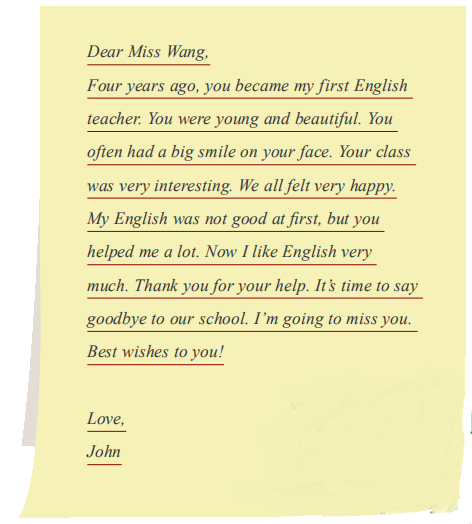 Dear Miss Wang,
Four years ago, you became my first English
teacher. You were young and beautiful. You
often had a big smile on your face. Your class
was very interesting. We all felt very happy.
My English was not good at first, but you
helped me a lot. Now I like English very
much. Thank you for your help. It's time to say
goodbye to our school. I'm going to miss you.
Best wishes to you!
Love,
John